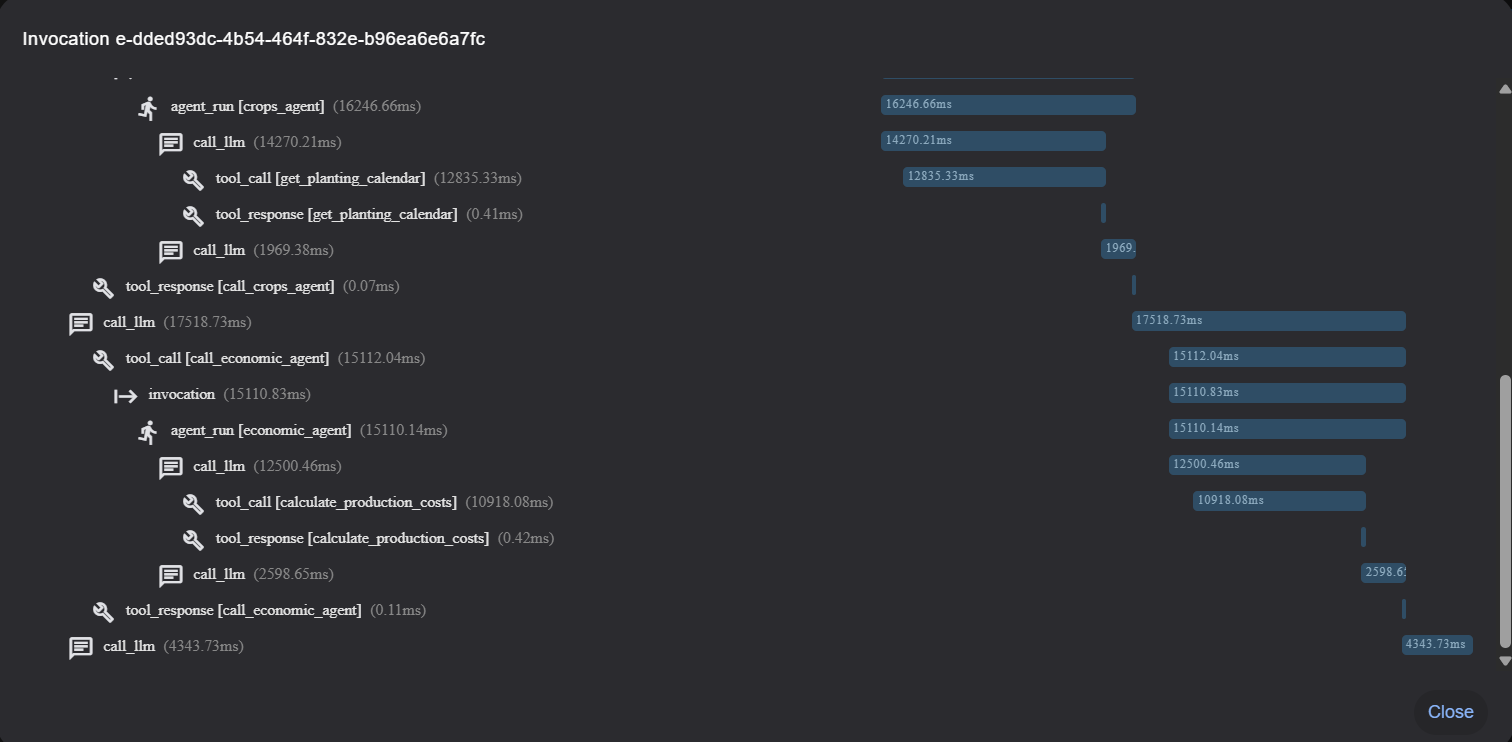 Invocation e-dded93dc-4b54-464f-832e-b96ea6e6a7fc
agent_run [crops_agent] (16246.66ms) 16246.66ms
call_llm (14270.21ms) 14270.21ms
tool_call [get_planting_calendar] (12835.33ms) 12835.33ms
tool_response [get_planting_calendar] (0.41ms)
call_llm (1969.38ms) 1969.
tool_response [call_crops_agent] (0.07ms)
call_llm (17518.73ms) 17518.73ms
tool_call [call_economic_agent] (15112.04ms) 15112.04ms
invocation (15110.83ms) 15110.83ms
agent_run [economic_agent] (15110.14ms) 15110.14ms
call_llm (12500.46ms) 12500.46ms
tool_call [calculate_production_costs] (10918.08ms) 10918.08ms
tool_response [calculate_production_costs] (0.42ms)
call_llm (2598.65ms) 2598.65
tool_response [call_economic_agent] (0.11ms)
call_llm (4343.73ms) 4343.73ms
Close